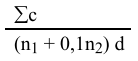 ∑c
(n₁ + 0,1n₂) d